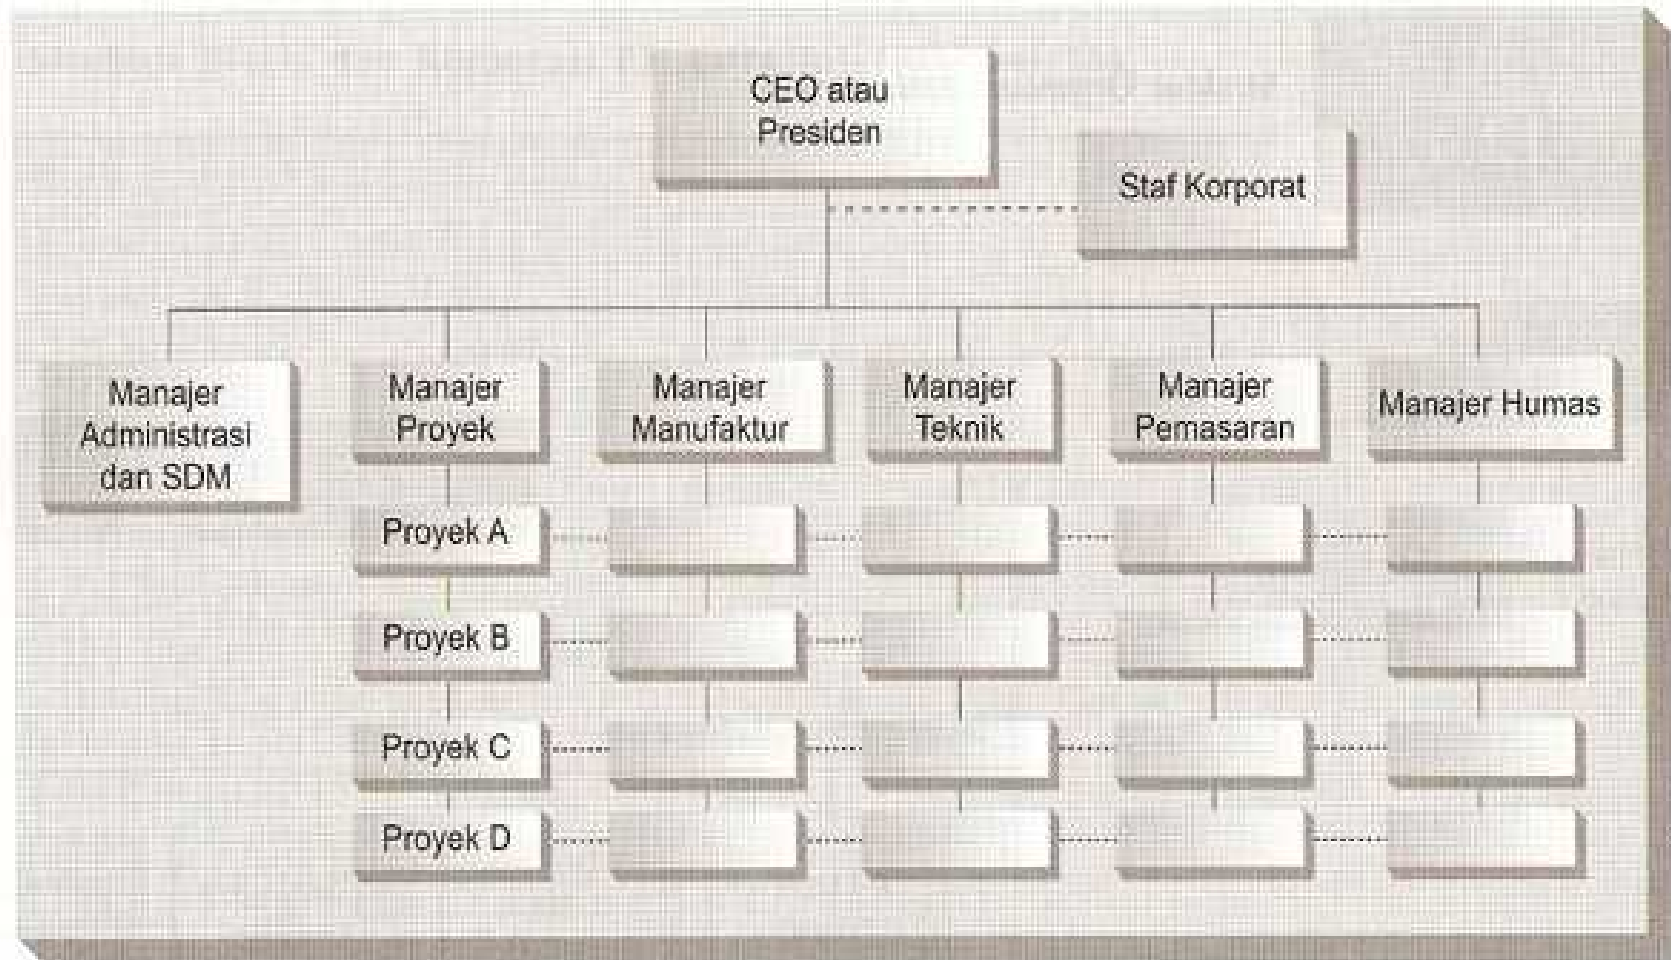 CEO atau
Presiden
Staf Korporat
Manajer
Administrasi
dan SDM
Manajer
Proyek
Manajer
Manufaktur
Manajer
Teknik
Manajer
Pemasaran
Manajer Humas
Proyek A
Proyek B
Proyek C
Proyek D